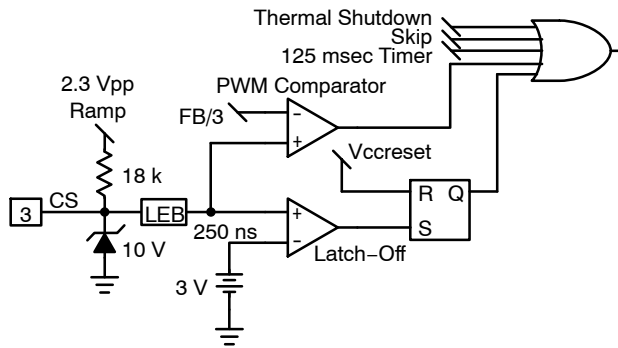 Thermal Shutdown
Skip
125 msec Timer
2.3 Vpp
Ramp
PWM Comparator
FB/3
−
+
18 k
Vccreset
3
CS
LEB
R Q
S
250 ns
+
−
10 V
Latch−Off
3 V